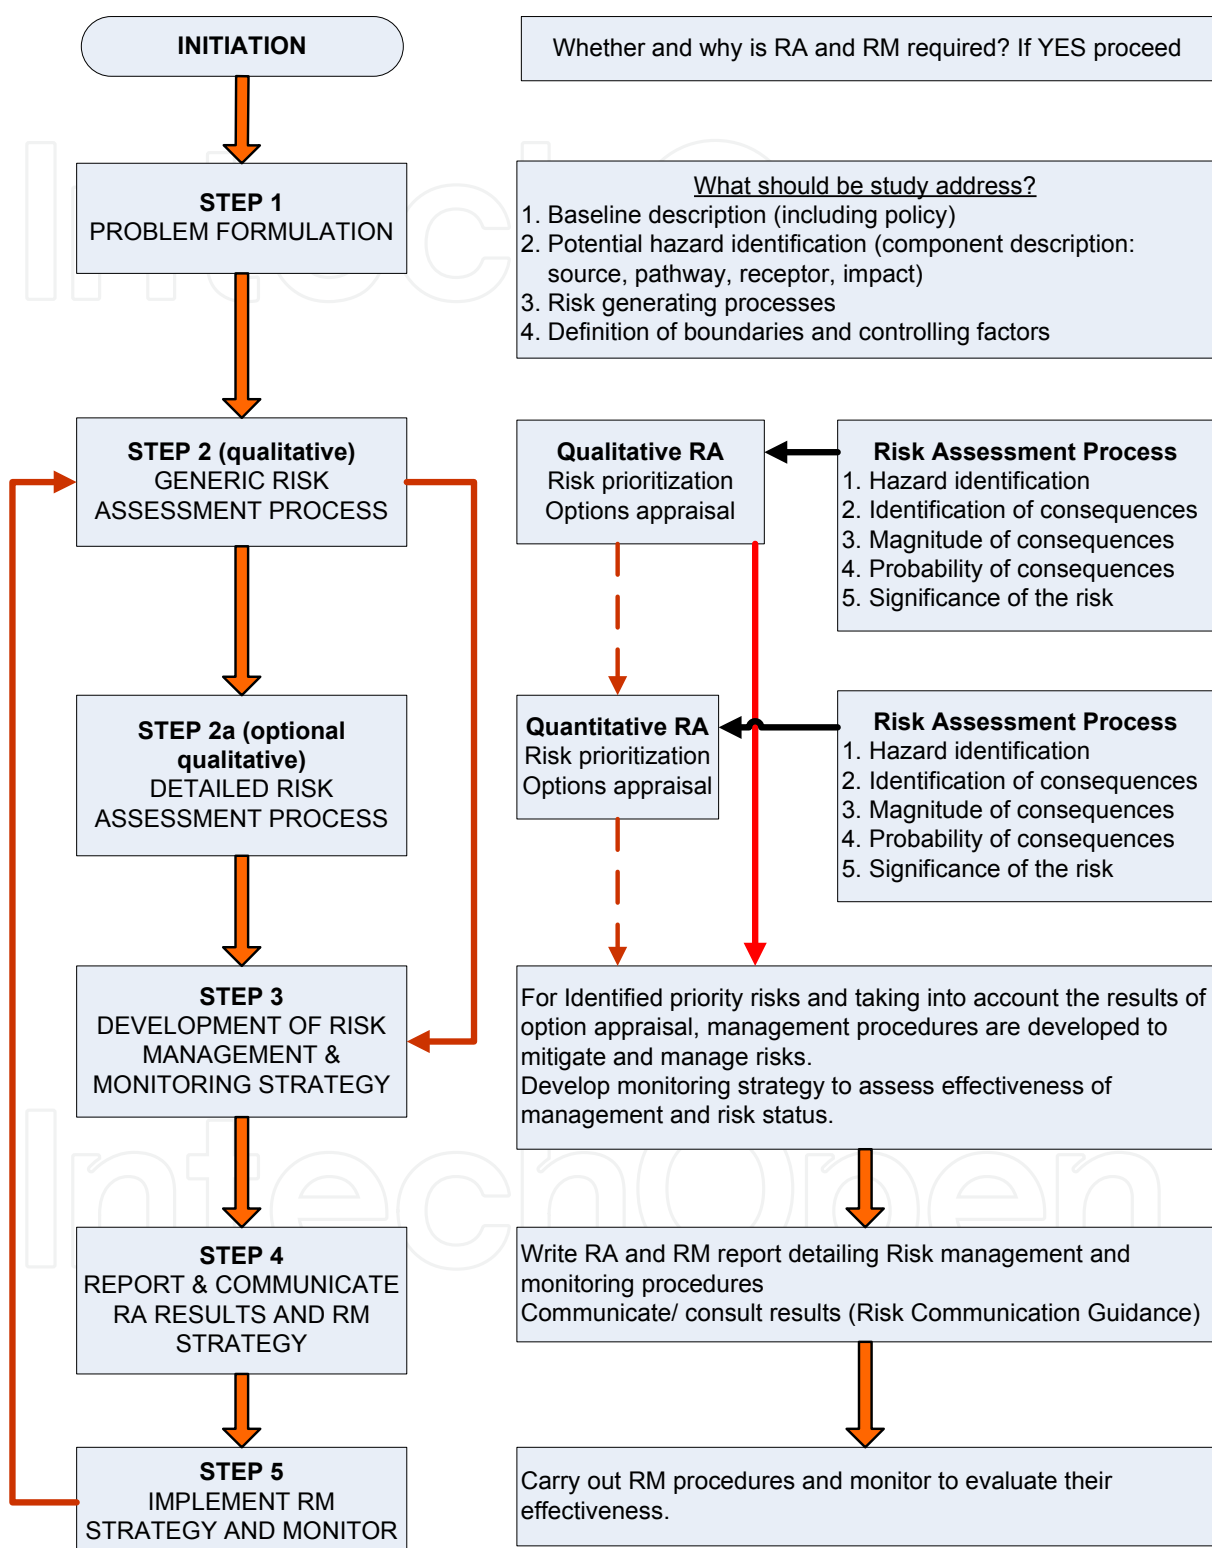 INITIATION
Whether and why is RA and RM required? If YES proceed
STEP 1
PROBLEM FORMULATION
What should be study address?
1. Baseline description (including policy)
2. Potential hazard identification (component description:
source, pathway, receptor, impact)
3. Risk generating processes
4. Definition of boundaries and controlling factors
STEP 2 (qualitative)
GENERIC RISK
ASSESSMENT PROCESS
Qualitative RA
Risk prioritization
Options appraisal
Risk Assessment Process
1. Hazard identification
2. Identification of consequences
3. Magnitude of consequences
4. Probability of consequences
5. Significance of the risk
STEP 2a (optional
qualitative)
DETAILED RISK
ASSESSMENT PROCESS
Quantitative RA
Risk prioritization
Options appraisal
Risk Assessment Process
1. Hazard identification
2. Identification of consequences
3. Magnitude of consequences
4. Probability of consequences
5. Significance of the risk
STEP 3
DEVELOPMENT OF RISK
MANAGEMENT &
MONITORING STRATEGY
For Identified priority risks and taking into account the results of
option appraisal, management procedures are developed to
mitigate and manage risks.
Develop monitoring strategy to assess effectiveness of
management and risk status.
STEP 4
REPORT & COMMUNICATE
RA RESULTS AND RM
STRATEGY
Write RA and RM report detailing Risk management and
monitoring procedures
Communicate/ consult results (Risk Communication Guidance)
STEP 5
IMPLEMENT RM
STRATEGY AND MONITOR
Carry out RM procedures and monitor to evaluate their
effectiveness.
IntechOpen
IntechOpen